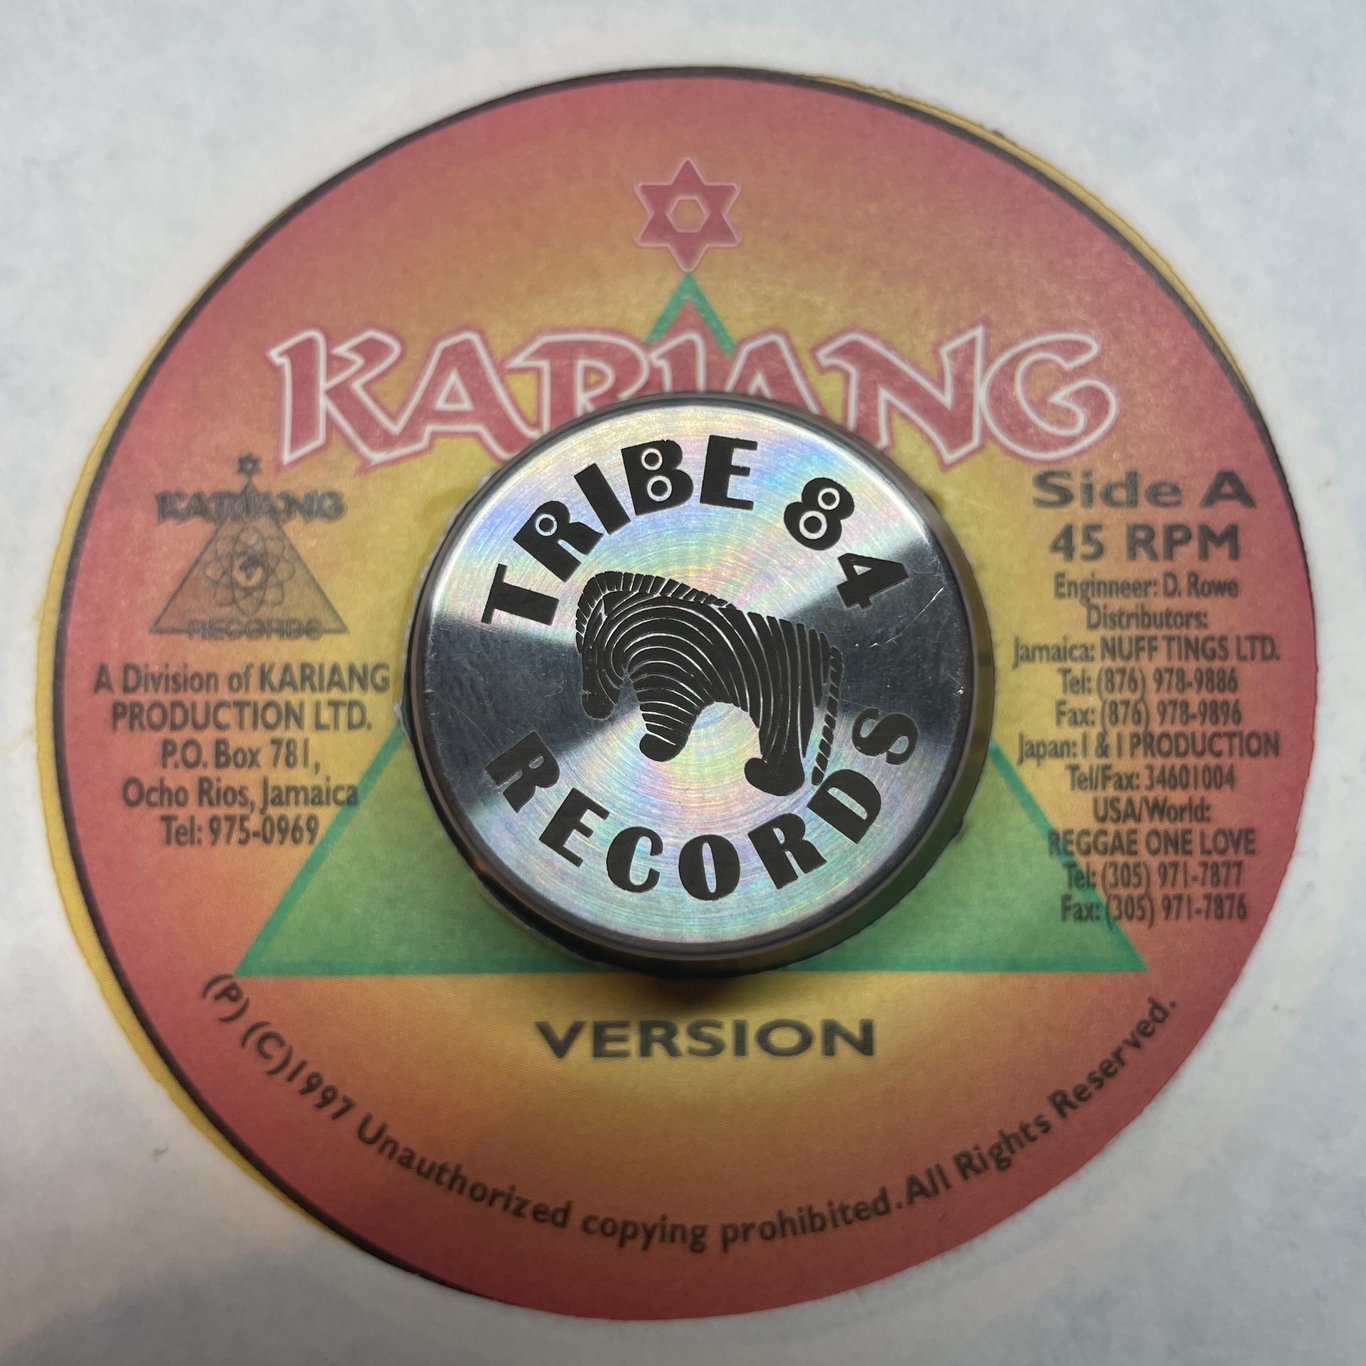 KARIANG
KARIANG
RECORDS
A Division of KARIANG
PRODUCTION LTD.
P.O. Box 781,
Ocho Rios, Jamaica
Tel: 975-0969
TRIBE 84
RECORDS
Side A
45 RPM
Enginneer: D. Rowe
Distributors:
Jamaica: NUFF TINGS LTD.
Tel: (876) 978-9886
Fax: (876) 978-9896
Japan: I & I PRODUCTION
Tel/Fax: 34601004
USA/World:
REGGAE ONE LOVE
Tel: (305) 971-7877
Fax: (305) 971-7876
VERSION
(P) (C)1997 Unauthorized copying prohibited. All Rights Reserved.